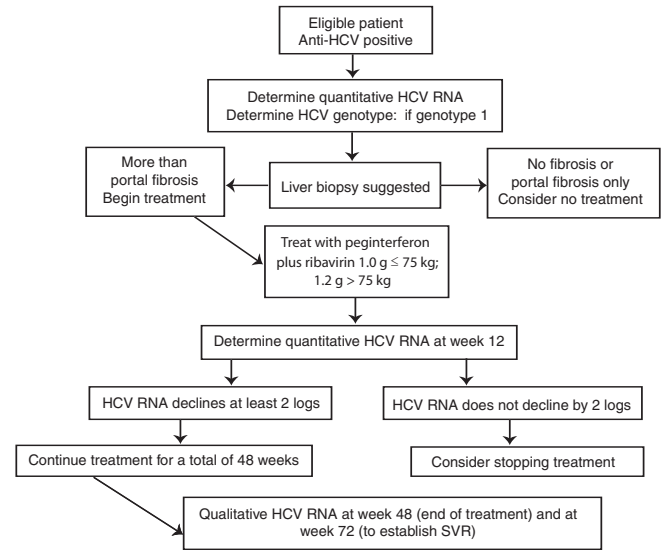 Eligible patient
Anti-HCV positive
Determine quantitative HCV RNA
Determine HCV genotype: if genotype 1
More than
portal fibrosis
Begin treatment
Liver biopsy suggested
No fibrosis or
portal fibrosis only
Consider no treatment
Treat with peginterferon
plus ribavirin 1.0 g ≤ 75 kg;
1.2 g > 75 kg
Determine quantitative HCV RNA at week 12
HCV RNA declines at least 2 logs
HCV RNA does not decline by 2 logs
Continue treatment for a total of 48 weeks
Consider stopping treatment
Qualitative HCV RNA at week 48 (end of treatment) and at
week 72 (to establish SVR)